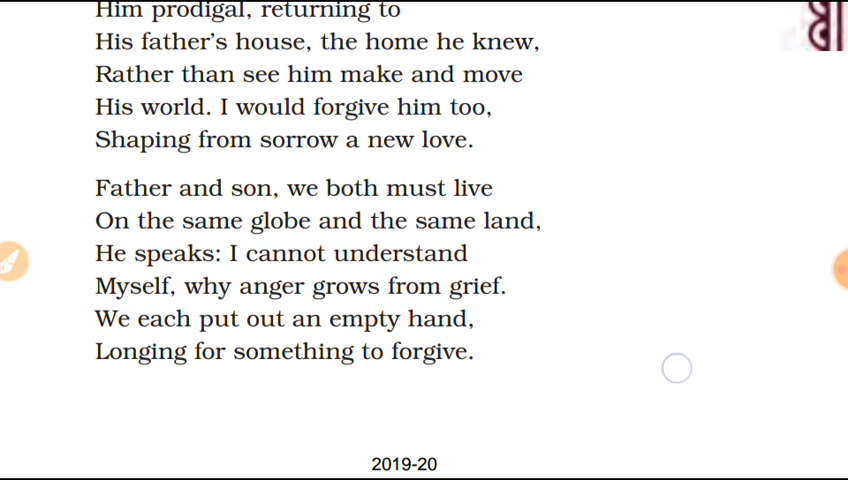 Him prodigal, returning to
His father's house, the home he knew,
Rather than see him make and move
His world. I would forgive him too,
Shaping from sorrow a new love.
Father and son, we both must live
On the same globe and the same land,
He speaks: I cannot understand
Myself, why anger grows from grief.
We each put out an empty hand,
Longing for something to forgive.
2019-20